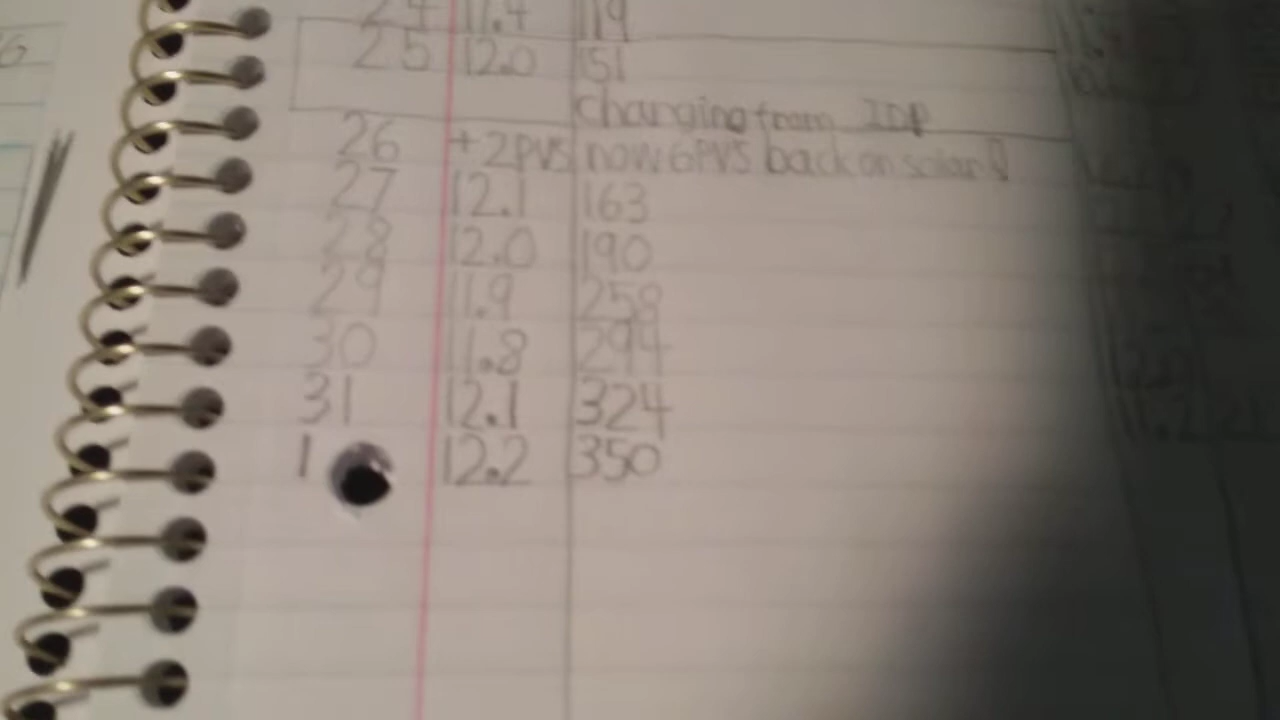 24 11.4 119
25 12.0 151
changing from IDP
26 +2PVS now 6PVS back on solar!
27 12.1 163
28 12.0 190
29 11.9 258
30 11.8 294
31 12.1 324
1 12.2 350